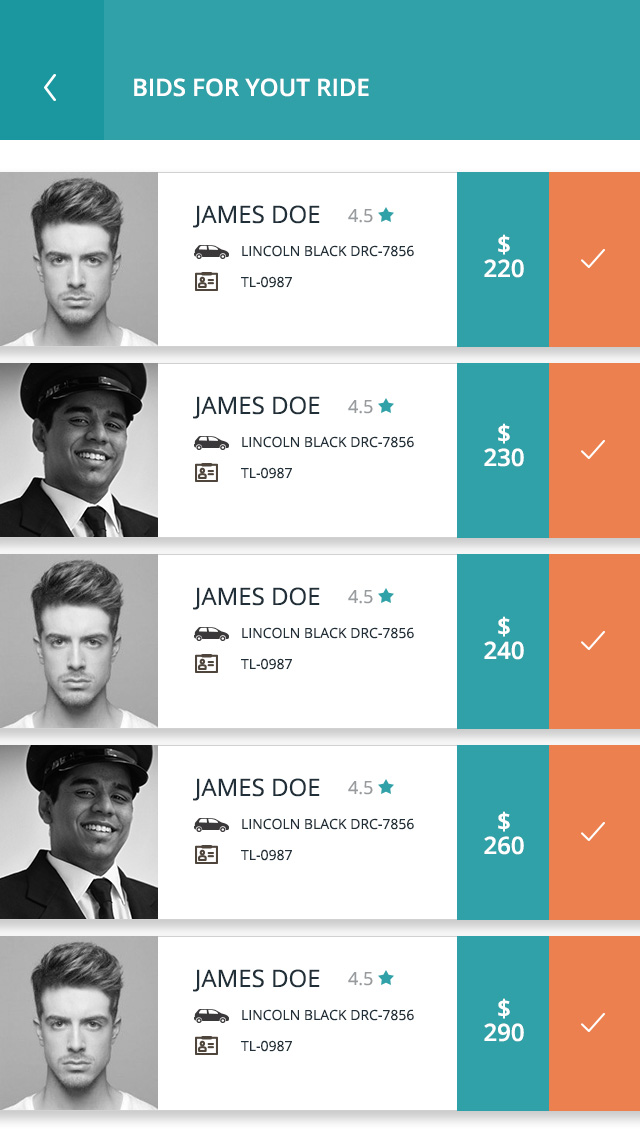 BIDS FOR YOUT RIDE
JAMES DOE 4.5
LINCOLN BLACK DRC-7856
TL-0987
$
220
JAMES DOE 4.5
LINCOLN BLACK DRC-7856
TL-0987
$
230
JAMES DOE 4.5
LINCOLN BLACK DRC-7856
TL-0987
$
240
JAMES DOE 4.5
LINCOLN BLACK DRC-7856
TL-0987
$
260
JAMES DOE 4.5
LINCOLN BLACK DRC-7856
TL-0987
$
290